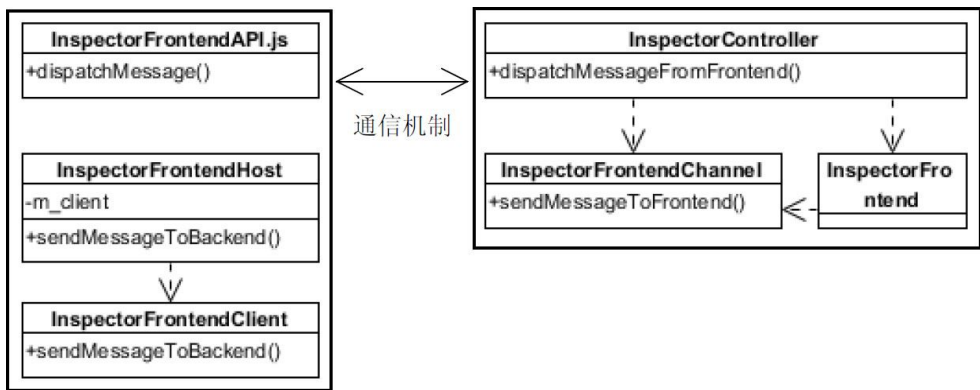 InspectorFrontendAPI.js
+dispatchMessage()
InspectorFrontendHost
-m_client
+sendMessageToBackend()
InspectorFrontendClient
+sendMessageToBackend()
通信机制
InspectorController
+dispatchMessageFromFrontend()
InspectorFrontendChannel
+sendMessageToFrontend()
InspectorFro
ntend